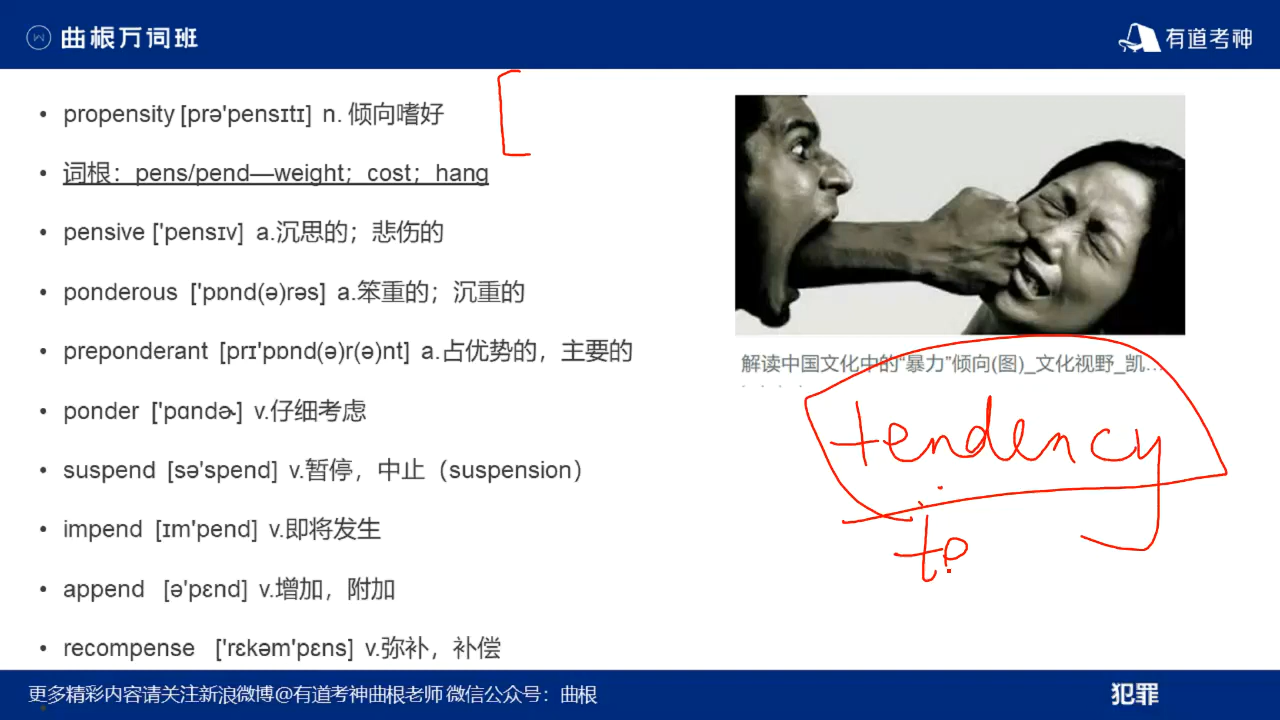 曲根万词班
有道考神
propensity [prə'pensɪtɪ] n. 倾向嗜好
词根：pens/pend—weight；cost；hang
pensive ['pensɪv] a.沉思的；悲伤的
ponderous ['pɒnd(ə)rəs] a.笨重的；沉重的
preponderant [prɪ'pɒnd(ə)r(ə)nt] a.占优势的，主要的
ponder ['pɑndɚ] v.仔细考虑
suspend [sə'spend] v.暂停，中止（suspension）
impend [ɪm'pend] v.即将发生
append [ə'pɛnd] v.增加，附加
recompense ['rɛkəm'pɛns] v.弥补，补偿
解读中国文化中的“暴力”倾向(图)_文化视野_凯...
tendency
te
更多精彩内容请关注新浪微博@有道考神曲根老师 微信公众号：曲根
犯罪